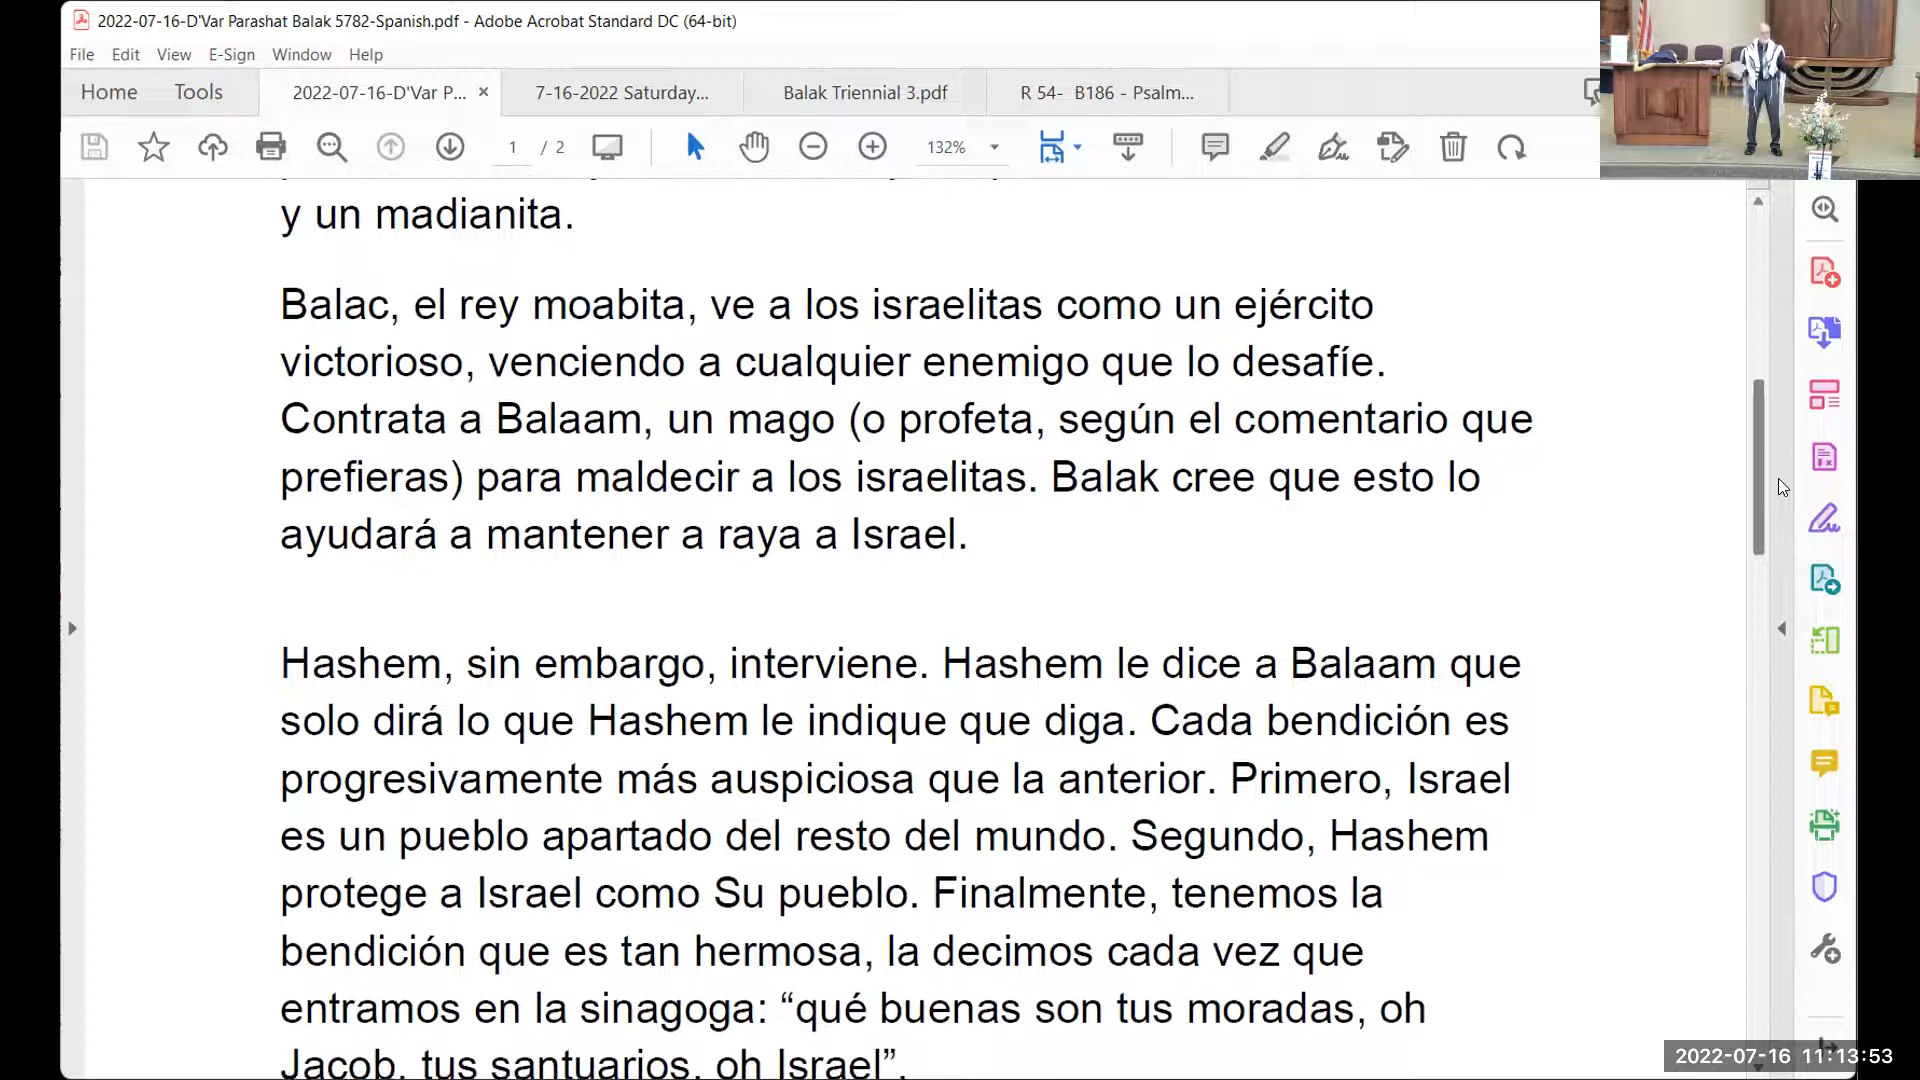 2022-07-16-D'Var Parashat Balak 5782-Spanish.pdf - Adobe Acrobat Standard DC (64-bit)
File Edit View E-Sign Window Help
Home Tools 2022-07-16-D'Var P... × 7-16-2022 Saturday... Balak Triennial 3.pdf R 54- B186 - Psalm...
1 / 2 132%
y un madianita.
Balac, el rey moabita, ve a los israelitas como un ejército
victorioso, venciendo a cualquier enemigo que lo desafíe.
Contrata a Balaam, un mago (o profeta, según el comentario que
prefieras) para maldecir a los israelitas. Balak cree que esto lo
ayudará a mantener a raya a Israel.
Hashem, sin embargo, interviene. Hashem le dice a Balaam que
solo dirá lo que Hashem le indique que diga. Cada bendición es
progresivamente más auspiciosa que la anterior. Primero, Israel
es un pueblo apartado del resto del mundo. Segundo, Hashem
protege a Israel como Su pueblo. Finalmente, tenemos la
bendición que es tan hermosa, la decimos cada vez que
entramos en la sinagoga: “qué buenas son tus moradas, oh
Jacob, tus santuarios, oh Israel”.
2022-07-16 11:13:53